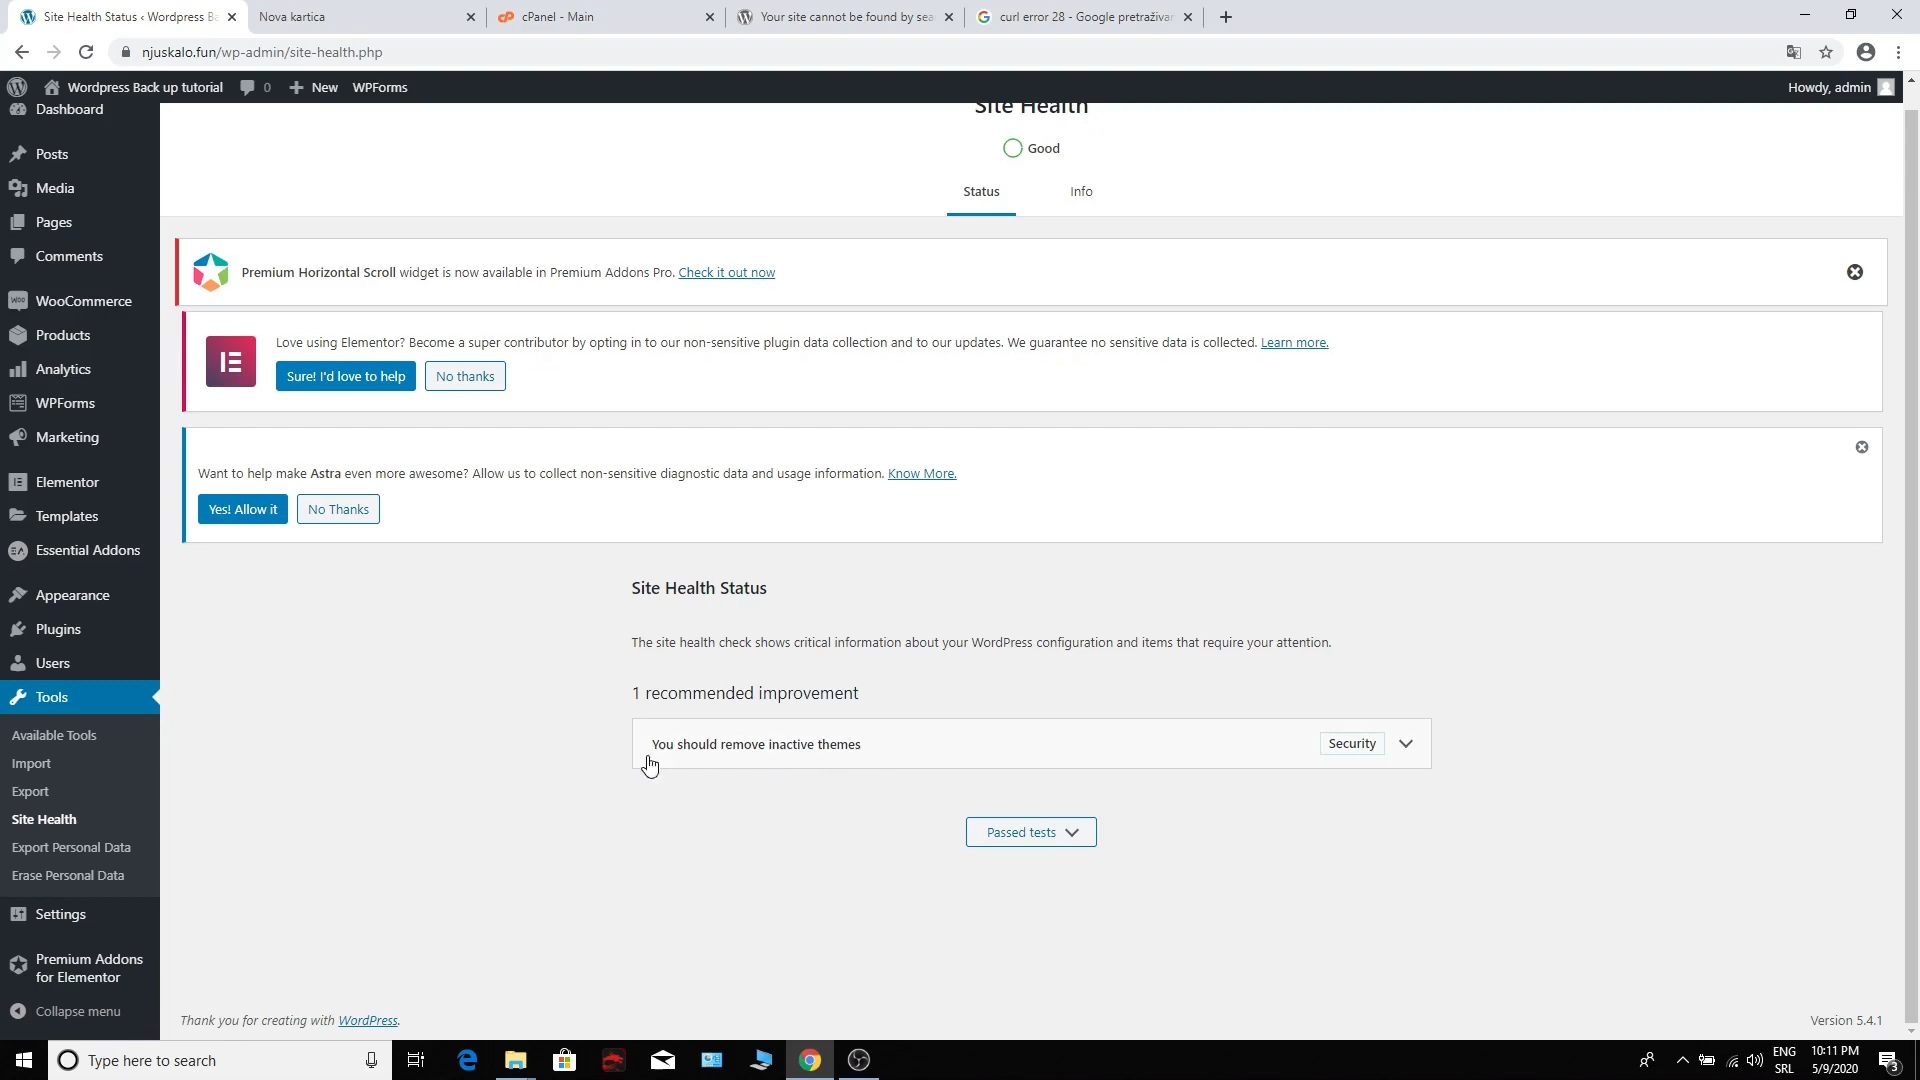 Site Health Status ‹ Wordpress Ba
Nova kartica
cPanel - Main
Your site cannot be found by sea
curl error 28 - Google pretraživan
njuskalo.fun/wp-admin/site-health.php
Wordpress Back up tutorial
0
New
WPForms
Howdy, admin
Dashboard
Posts
Media
Pages
Comments
WooCommerce
Products
Analytics
WPForms
Marketing
Elementor
Templates
Essential Addons
Appearance
Plugins
Users
Tools
Available Tools
Import
Export
Site Health
Export Personal Data
Erase Personal Data
Settings
Premium Addons
for Elementor
Collapse menu
Site Health
Good
Status
Info
Premium Horizontal Scroll widget is now available in Premium Addons Pro. Check it out now
Love using Elementor? Become a super contributor by opting in to our non-sensitive plugin data collection and to our updates. We guarantee no sensitive data is collected. Learn more.
Sure! I'd love to help
No thanks
Want to help make Astra even more awesome? Allow us to collect non-sensitive diagnostic data and usage information. Know More.
Yes! Allow it
No Thanks
Site Health Status
The site health check shows critical information about your WordPress configuration and items that require your attention.
1 recommended improvement
You should remove inactive themes
Security
Passed tests
Thank you for creating with WordPress.
Version 5.4.1
Type here to search
ENG
SRL
10:11 PM
5/9/2020
3